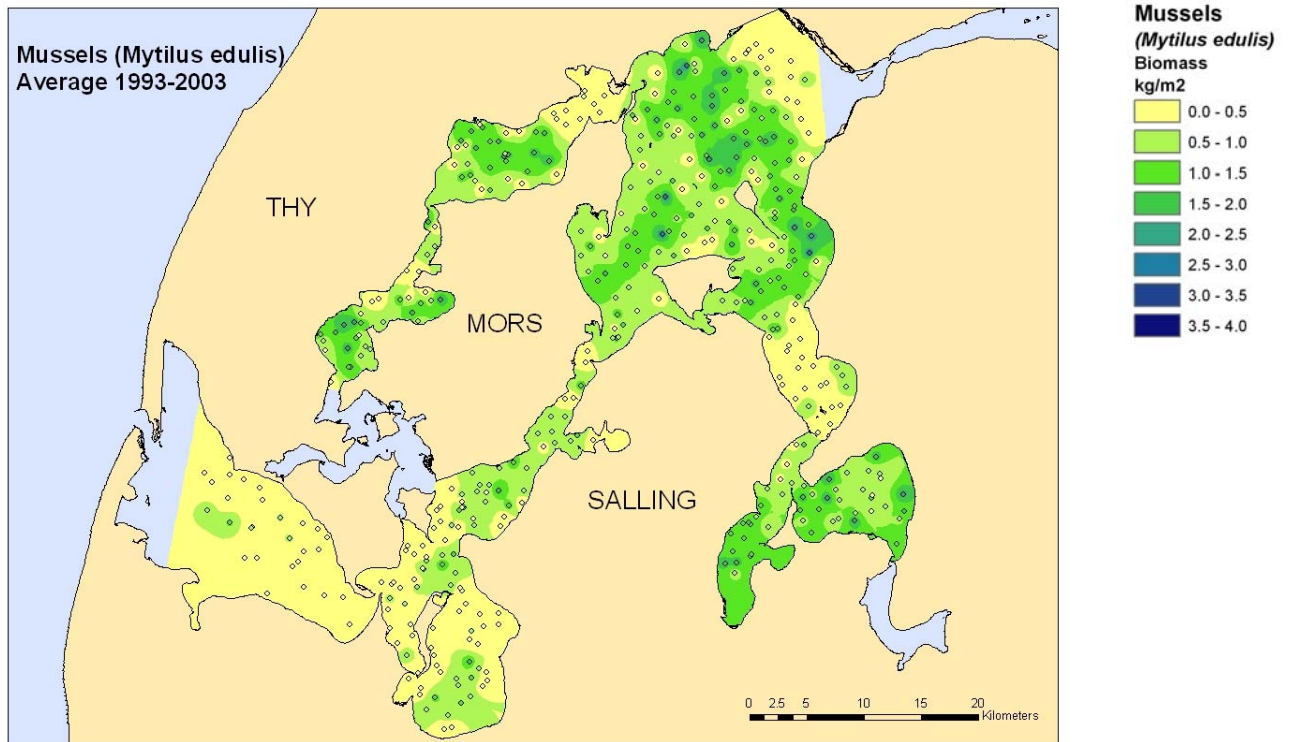 Mussels (Mytilus edulis)
Average 1993-2003
THY
MORS
SALLING
0 2.5 5 10 15 20
Kilometers
Mussels
(Mytilus edulis)
Biomass
kg/m2
0.0 - 0.5
0.5 - 1.0
1.0 - 1.5
1.5 - 2.0
2.0 - 2.5
2.5 - 3.0
3.0 - 3.5
3.5 - 4.0